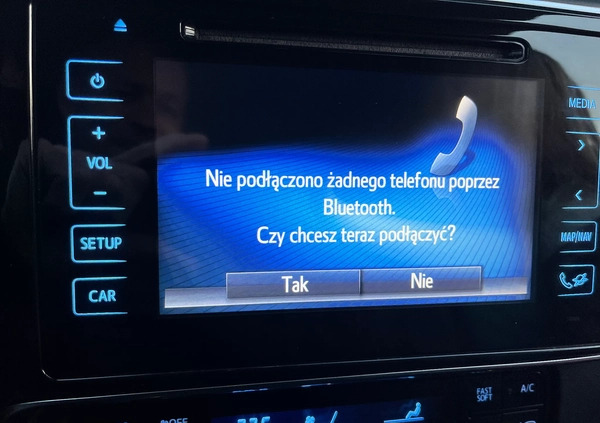 MEDIA
VOL
SETUP
CAR
MAP/NAV
Nie podłączono żadnego telefonu poprzez
Bluetooth.
Czy chcesz teraz podłączyć?
Tak
Nie
FAST
SOFT
A/C
OFF